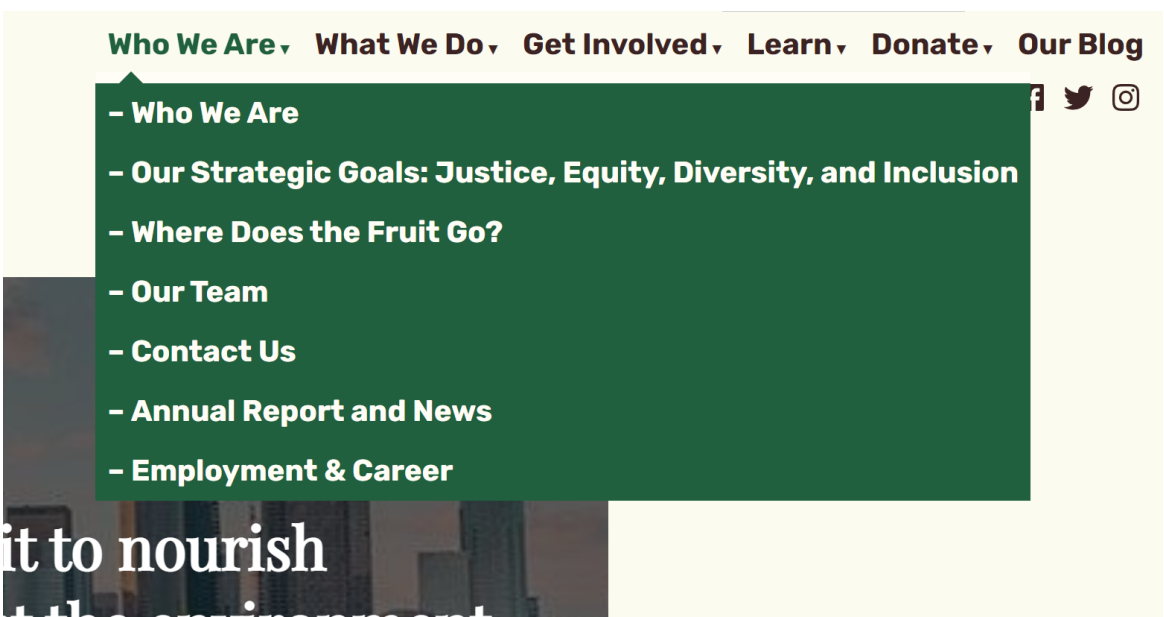 Who We Are ▾ What We Do ▾ Get Involved ▾ Learn ▾ Donate ▾ Our Blog
– Who We Are
– Our Strategic Goals: Justice, Equity, Diversity, and Inclusion
– Where Does the Fruit Go?
– Our Team
– Contact Us
– Annual Report and News
– Employment & Career
it to nourish
the environment